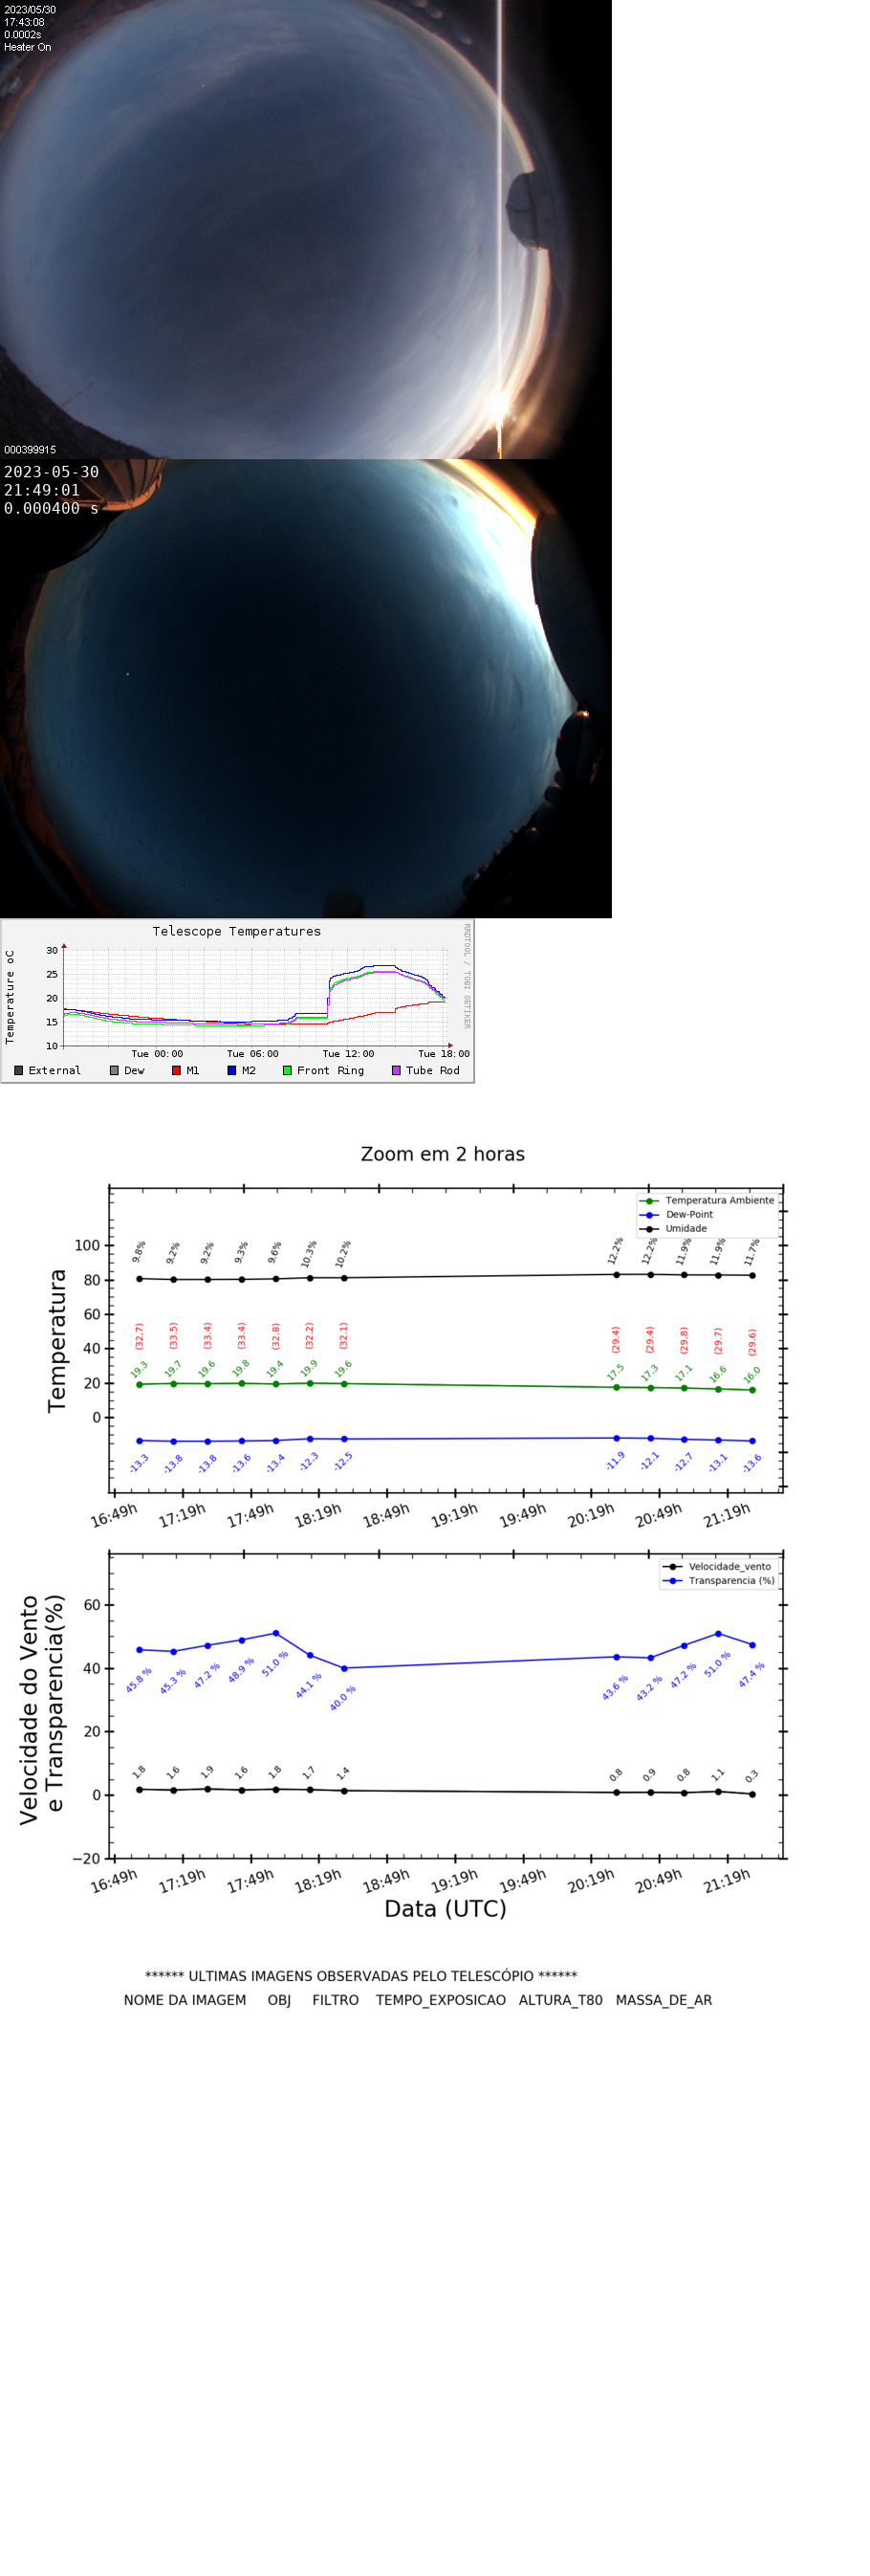 2023/05/30
17:43:08
0.0002s
Heater On
000399915
2023-05-30
21:49:01
0.000400 s
Telescope Temperatures
RRDTOOL / TOBI OETIKER
Temperature oC
30
25
20
15
10
Tue 00:00 Tue 06:00 Tue 12:00 Tue 18:00
External Dew M1 M2 Front Ring Tube Rod
Zoom em 2 horas
Temperatura Ambiente
Dew-Point
Umidade
Temperatura
100
80
60
40
20
0
9.8% 9.2% 9.2% 9.3% 9.6% 10.3% 10.2% 12.2% 12.2% 11.9% 11.9% 11.7%
(32.7) (33.5) (33.4) (33.4) (32.8) (32.2) (32.1) (29.4) (29.4) (29.8) (29.7) (29.6)
19.3 19.7 19.6 19.8 19.4 19.9 19.6 17.5 17.3 17.1 16.6 16.0
-13.3 -13.8 -13.8 -13.6 -13.4 -12.3 -12.5 -11.9 -12.1 -12.7 -13.1 -13.6
16:49h 17:19h 17:49h 18:19h 18:49h 19:19h 19:49h 20:19h 20:49h 21:19h
Velocidade_vento
Transparencia (%)
Velocidade do Vento
e Transparencia(%)
60
40
20
0
−20
45.8 % 45.3 % 47.2 % 48.9 % 51.0 % 44.1 % 40.0 % 43.6 % 43.2 % 47.2 % 51.0 % 47.4 %
1.8 1.6 1.9 1.6 1.8 1.7 1.4 0.8 0.9 0.8 1.1 0.3
16:49h 17:19h 17:49h 18:19h 18:49h 19:19h 19:49h 20:19h 20:49h 21:19h
Data (UTC)
****** ULTIMAS IMAGENS OBSERVADAS PELO TELESCÓPIO ******
NOME DA IMAGEM OBJ FILTRO TEMPO_EXPOSICAO ALTURA_T80 MASSA_DE_AR